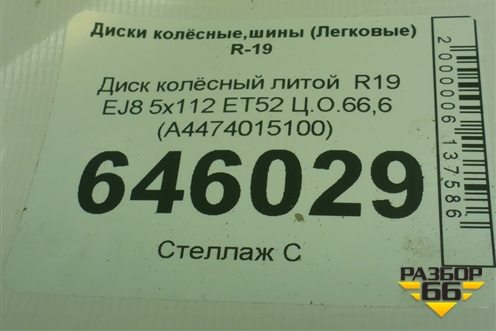 Диски колёсные,шины (Легковые)
R-19
Диск колёсный литой R19
EJ8 5x112 ET52 Ц.О.66,6
(A4474015100)
646029
Стеллаж С
2000006137586
РАЗБОР
66